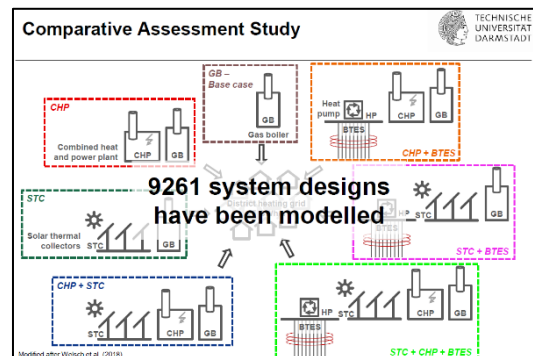 Comparative Assessment Study
TECHNISCHE
UNIVERSITÄT
DARMSTADT
CHP
Combined heat
and power plant
CHP
GB
GB –
Base case
GB
Gas boiler
Heat
pump
HP
BTES
CHP
GB
CHP + BTES
STC
Solar thermal
collectors
STC
GB
9261 system designs
have been modelled
District heating grid
HP
BTES
STC
GB
STC + BTES
CHP + STC
STC
CHP
GB
HP
BTES
STC
CHP
GB
STC + CHP + BTES
Modified after Welsch et al. (2018)